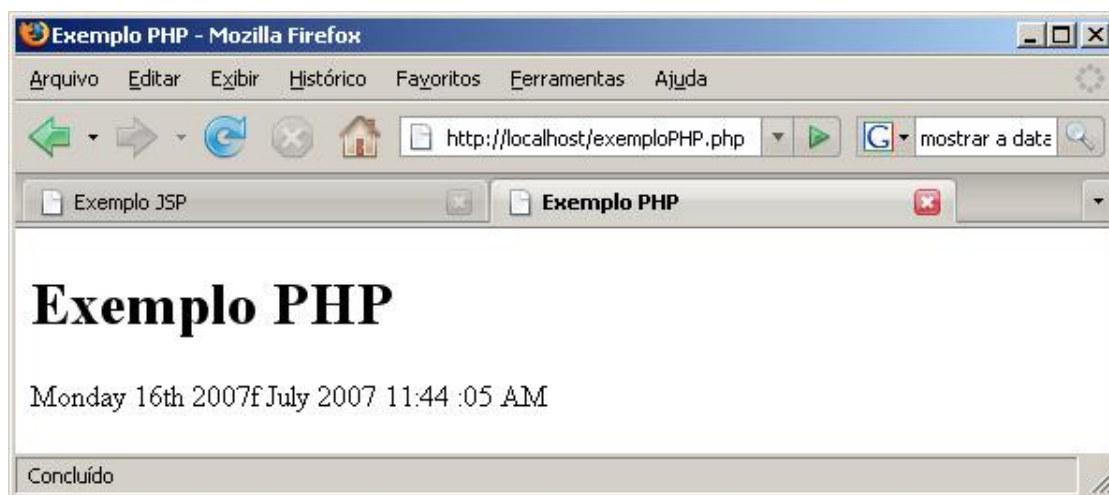 Exemplo PHP - Mozilla Firefox
Arquivo Editar Exibir Histórico Favoritos Ferramentas Ajuda
http://localhost/exemploPHP.php G mostrar a data
Exemplo JSP Exemplo PHP
Exemplo PHP
Monday 16th 2007f July 2007 11:44 :05 AM
Concluído